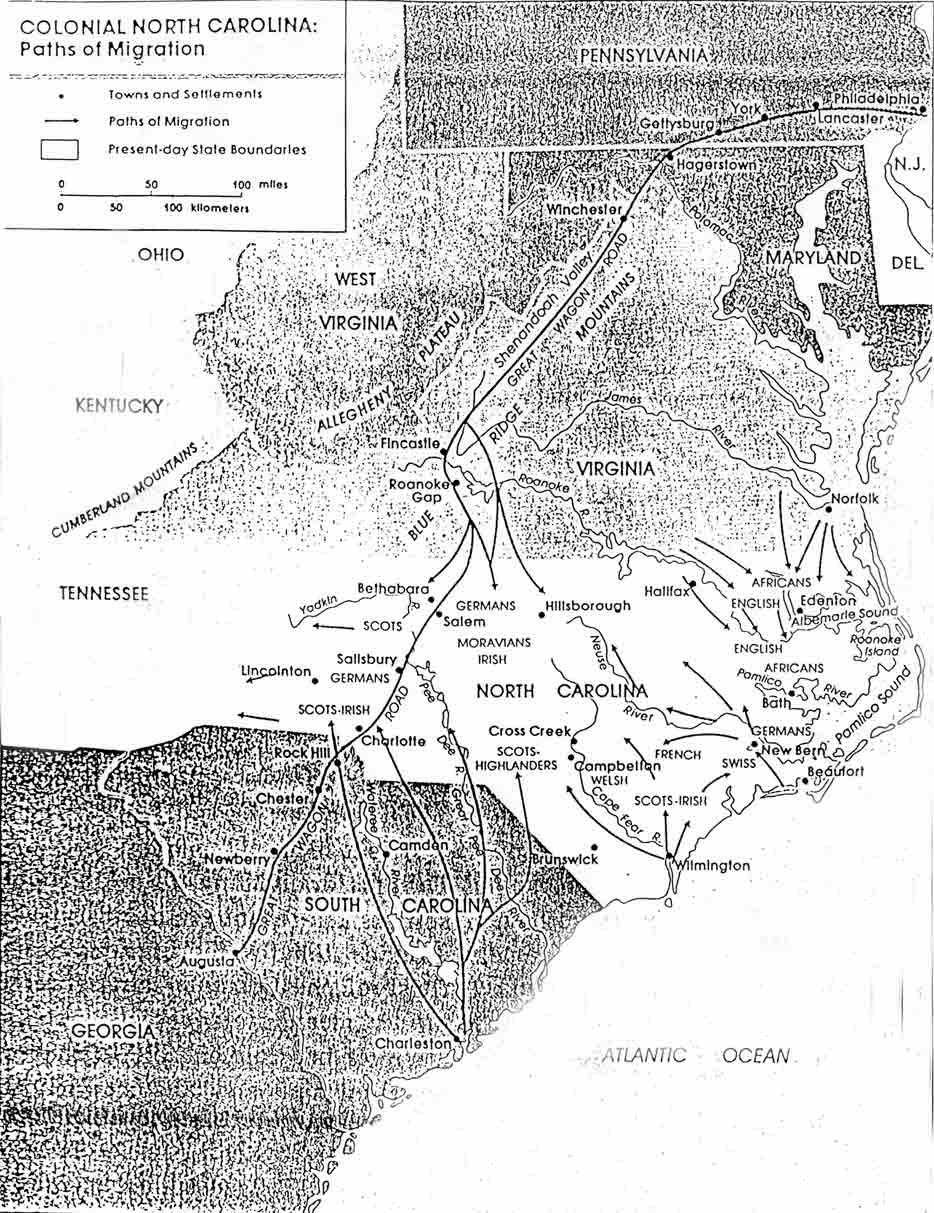 COLONIAL NORTH CAROLINA:
Paths of Migration
Towns and Settlements
Paths of Migration
Present-day State Boundaries
0 50 100 miles
0 50 100 kilometers
PENNSYLVANIA
Philadelphia
York
Lancaster
Gettysburg
Hagerstown
N.J.
Winchester
Potomac
OHIO
MARYLAND
DEL.
WEST
VIRGINIA
Shenandoah Valley
GREAT WAGON ROAD
MOUNTAINS
PLATEAU
ALLEGHENY
KENTUCKY
James
River
RIDGE
Fincastle
CUMBERLAND MOUNTAINS
VIRGINIA
Roanoke
Gap
Roanoke
R.
Norfolk
BLUE
TENNESSEE
Bethabara
Yadkin
R.
SCOTS
GERMANS
Salem
Hillsborough
Halifax
AFRICANS
ENGLISH
Edenton
Albemarle Sound
MORAVIANS
IRISH
ENGLISH
Roanoke
Island
Salisbury
GERMANS
Lincolnton
Neuse
River
AFRICANS
Pamlico
River
Bath
Pamlico Sound
ROAD
Pee
Dee
R.
NORTH CAROLINA
SCOTS-IRISH
Charlotte
Cross Creek
SCOTS-
HIGHLANDERS
Campbelton
WELSH
FRENCH
GERMANS
New Bern
SWISS
Beaufort
Rock Hill
Chester
WAGON
SCOTS-IRISH
Cape
Fear
R.
Wateree
River
Great
Pee
Dee
River
Newberry
Camden
Brunswick
Wilmington
GREAT
SOUTH CAROLINA
Augusta
GEORGIA
Charleston
ATLANTIC OCEAN